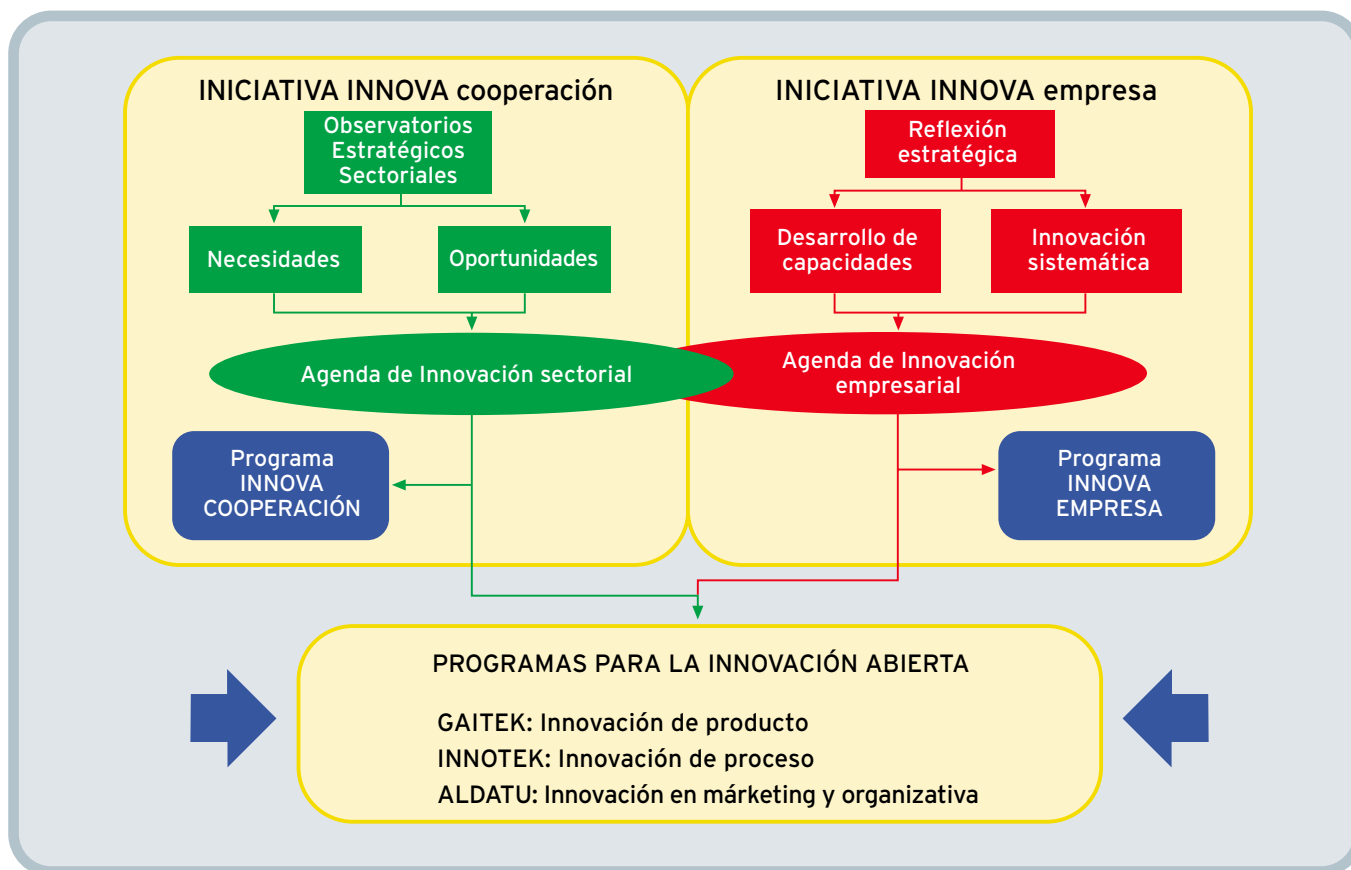 INICIATIVA INNOVA cooperación
Observatorios
Estratégicos
Sectoriales
Necesidades
Oportunidades
Agenda de Innovación sectorial
Programa
INNOVA
COOPERACIÓN
INICIATIVA INNOVA empresa
Reflexión
estratégica
Desarrollo de
capacidades
Innovación
sistemática
Agenda de Innovación
empresarial
Programa
INNOVA
EMPRESA
PROGRAMAS PARA LA INNOVACIÓN ABIERTA
GAITEK: Innovación de producto
INNOTEK: Innovación de proceso
ALDATU: Innovación en márketing y organizativa